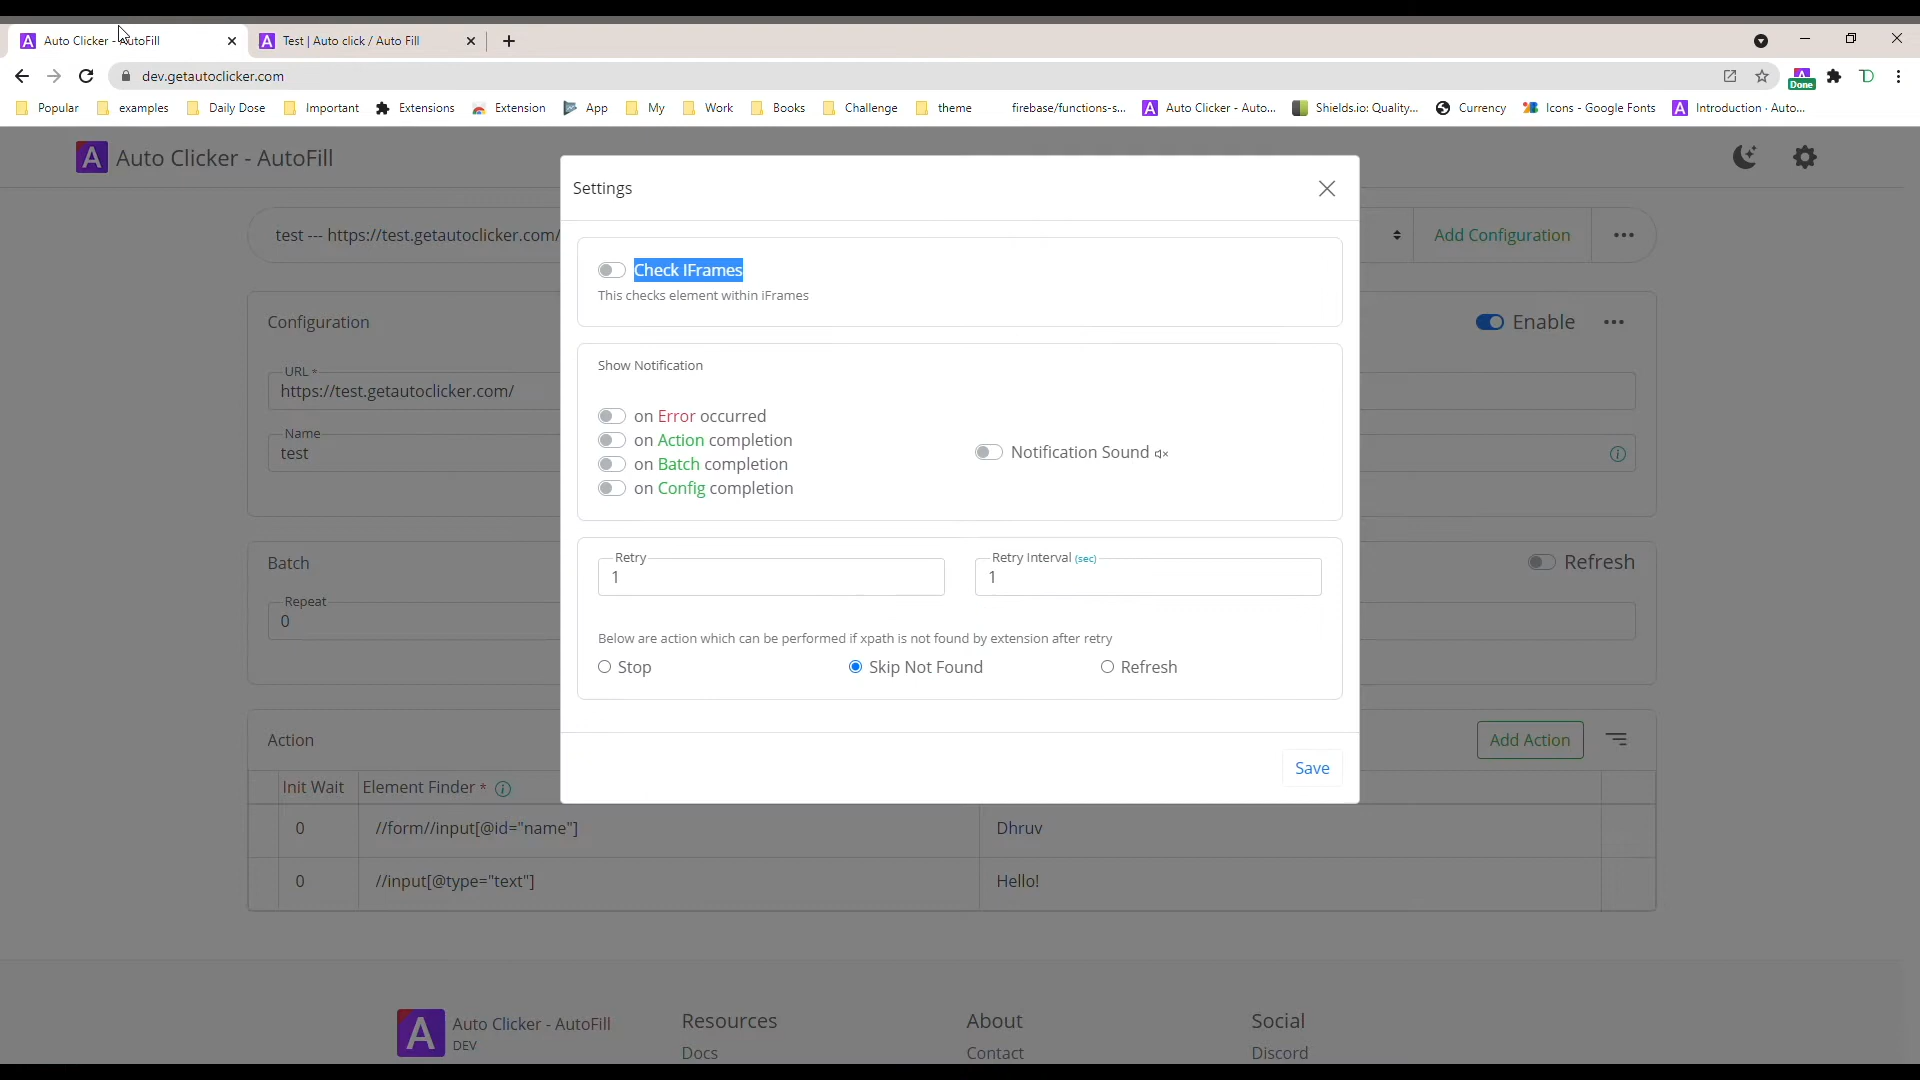 Auto Clicker - AutoFill
Test | Auto click / Auto Fill
dev.getautoclicker.com
Done
Popular examples Daily Dose Important Extensions Extension App My Work Books Challenge theme firebase/functions-s... Auto Clicker - Auto... Shields.io: Quality... Currency Icons - Google Fonts Introduction · Auto...
A Auto Clicker - AutoFill
Settings
test --- https://test.getautoclicker.com/
Add Configuration
Check IFrames
This checks element within iFrames
Configuration
Enable
Show Notification
URL *
https://test.getautoclicker.com/
on Error occurred
Name
on Action completion
test
Notification Sound
on Batch completion
on Config completion
Batch
Refresh
Retry
1
Retry Interval (sec)
1
Repeat
0
Below are action which can be performed if xpath is not found by extension after retry
Stop
Skip Not Found
Refresh
Action
Add Action
Save
Init Wait
Element Finder *
0
//form//input[@id="name"]
Dhruv
0
//input[@type="text"]
Hello!
A Auto Clicker - AutoFill
DEV
Resources
About
Social
Docs
Contact
Discord